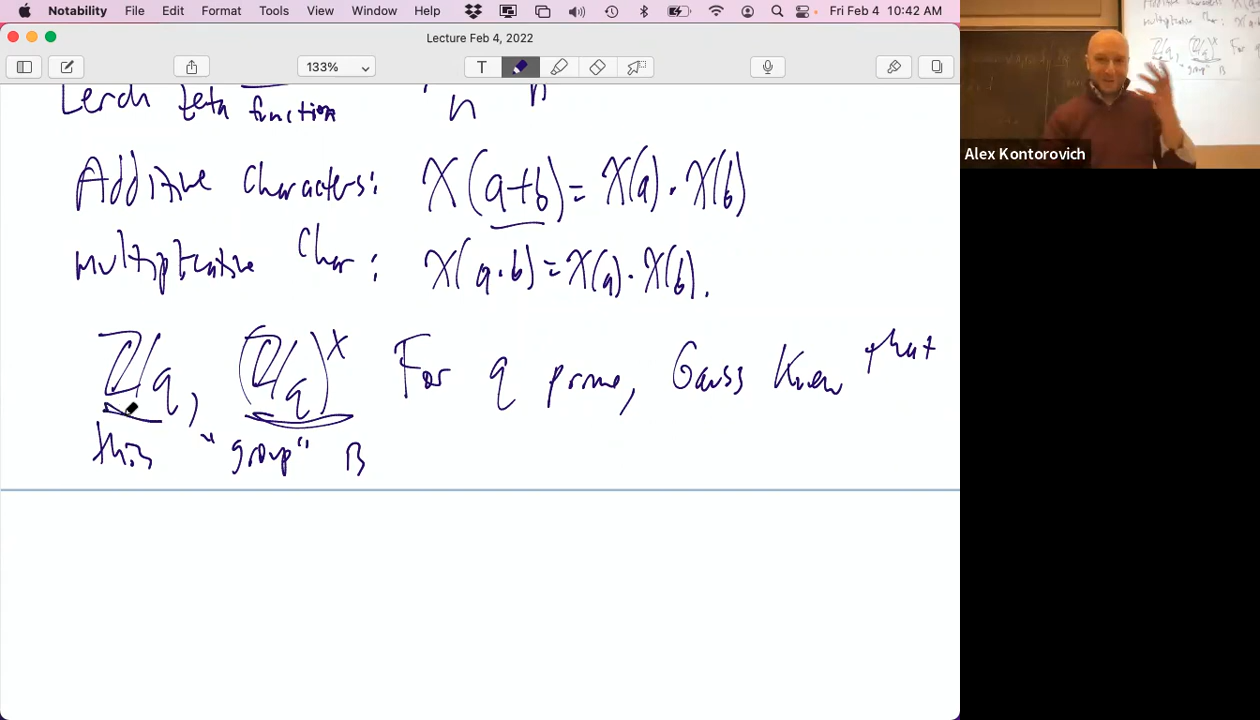 Notability File Edit Format Tools View Window Help Fri Feb 4 10:42 AM
Lecture Feb 4, 2022
133%
T
Lerch zeta function n
Additive Characters: χ(a+b) = χ(a) · χ(b)
multiplicative Char: χ(a·b) = χ(a) · χ(b).
ℤ/q, (ℤ/q)^× For q prime, Gauss knew that
this "group" is
Alex Kontorovich